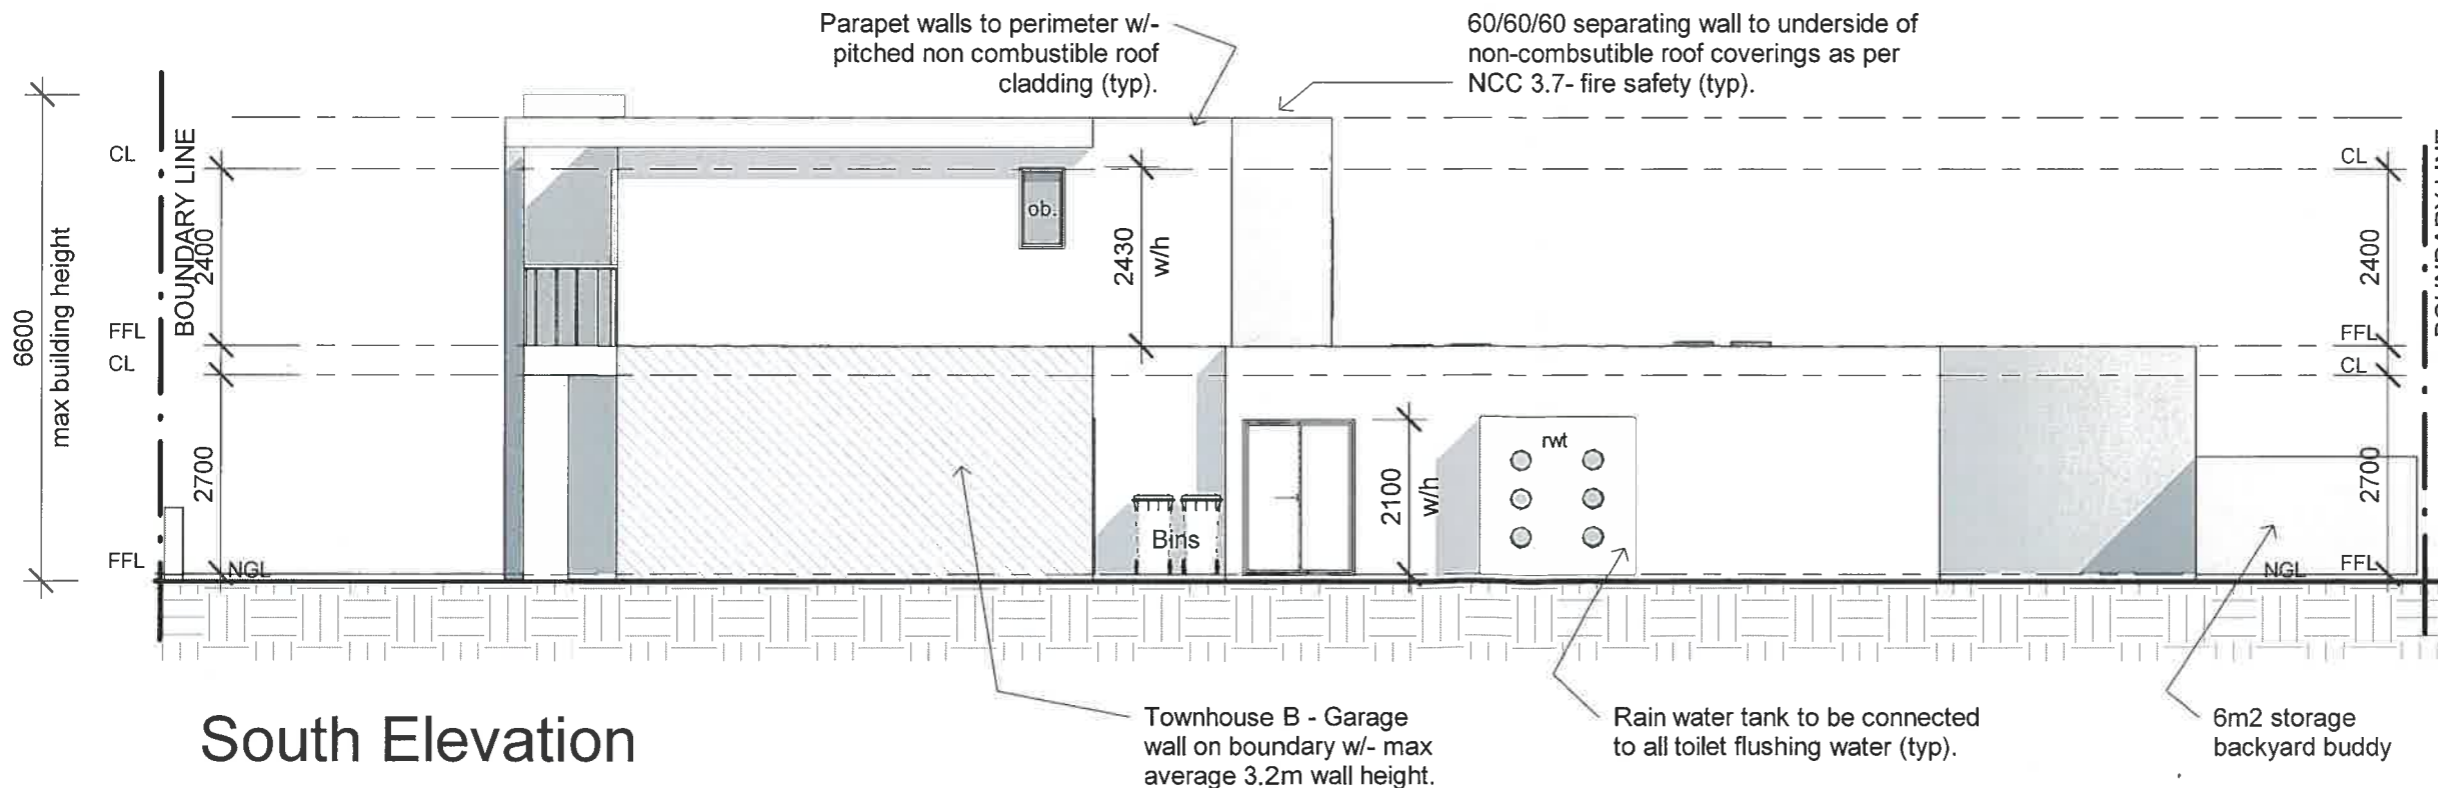 Parapet walls to perimeter w/-
pitched non combustible roof
cladding (typ).
60/60/60 separating wall to underside of
non-combsutible roof coverings as per
NCC 3.7- fire safety (typ).
6600
max building height
BOUNDARY LINE
CL
2400
FFL
CL
2700
FFL
NGL
ob.
2430
w/h
Bins
2100
w/h
rwt
CL
2400
FFL
CL
2700
FFL
NGL
South Elevation
Townhouse B - Garage
wall on boundary w/- max
average 3.2m wall height.
Rain water tank to be connected
to all toilet flushing water (typ).
6m2 storage
backyard buddy